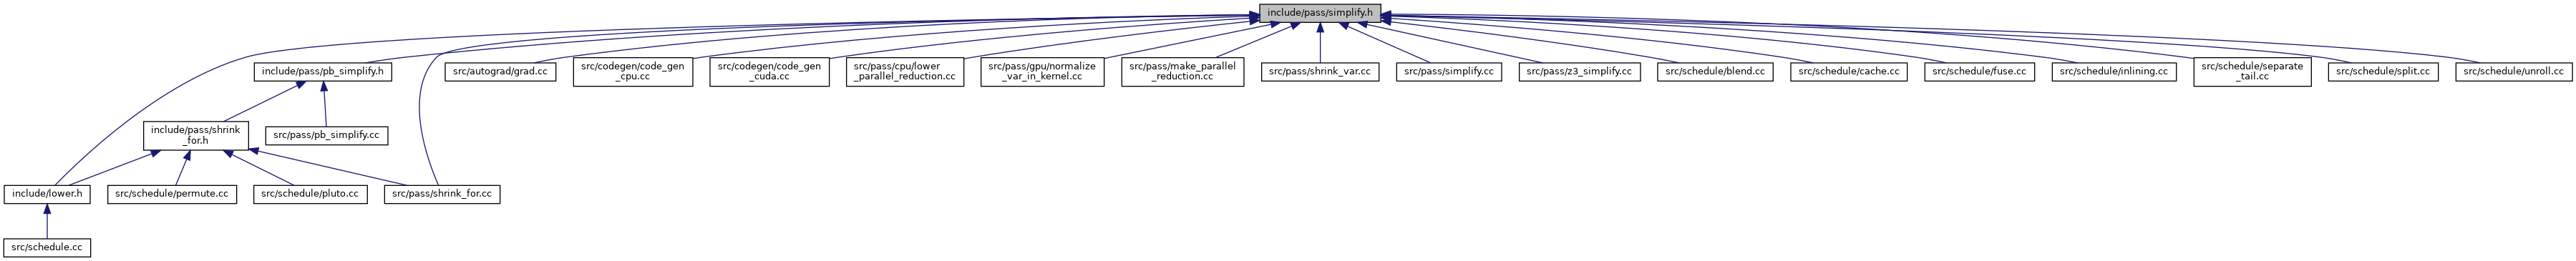 include/pass/simplify.h
include/pass/pb_simplify.h
src/autograd/grad.cc
src/codegen/code_gen
_cpu.cc
src/codegen/code_gen
_cuda.cc
src/pass/cpu/lower
_parallel_reduction.cc
src/pass/gpu/normalize
_var_in_kernel.cc
src/pass/make_parallel
_reduction.cc
src/pass/shrink_var.cc
src/pass/simplify.cc
src/pass/z3_simplify.cc
src/schedule/blend.cc
src/schedule/cache.cc
src/schedule/fuse.cc
src/schedule/inlining.cc
src/schedule/separate
_tail.cc
src/schedule/split.cc
src/schedule/unroll.cc
include/pass/shrink
_for.h
src/pass/pb_simplify.cc
include/lower.h
src/schedule/permute.cc
src/schedule/pluto.cc
src/pass/shrink_for.cc
src/schedule.cc